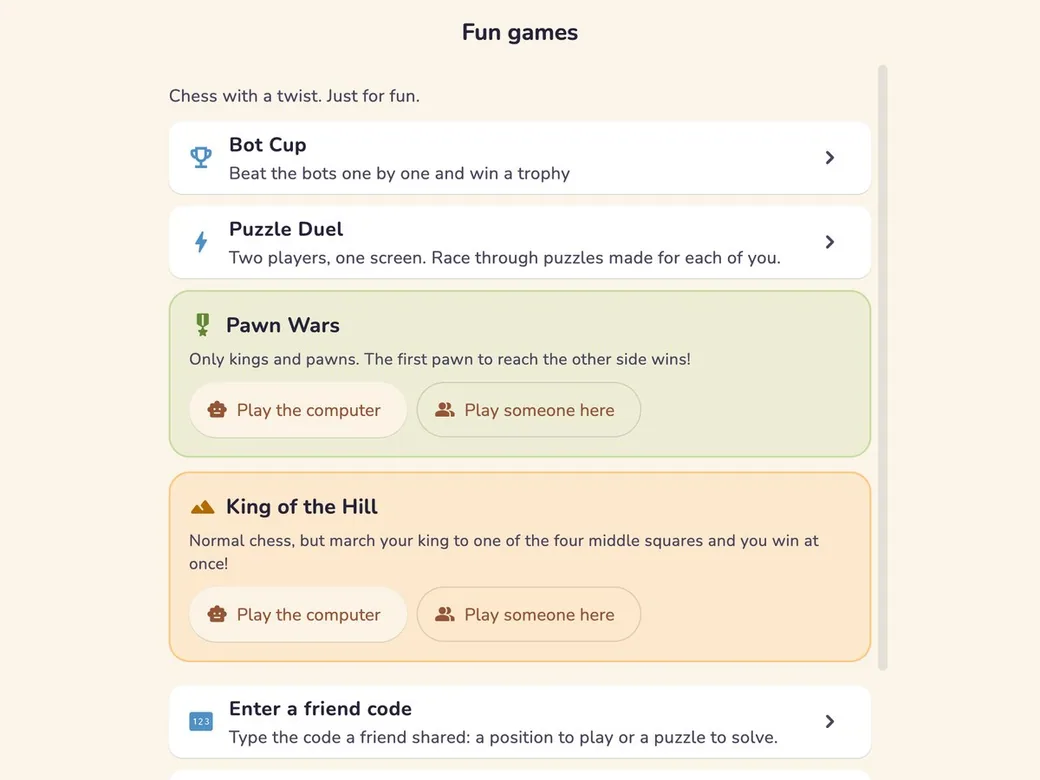 Fun games
Chess with a twist. Just for fun.
Bot Cup
Beat the bots one by one and win a trophy
Puzzle Duel
Two players, one screen. Race through puzzles made for each of you.
Pawn Wars
Only kings and pawns. The first pawn to reach the other side wins!
Play the computer
Play someone here
King of the Hill
Normal chess, but march your king to one of the four middle squares and you win at
once!
Play the computer
Play someone here
123
Enter a friend code
Type the code a friend shared: a position to play or a puzzle to solve.